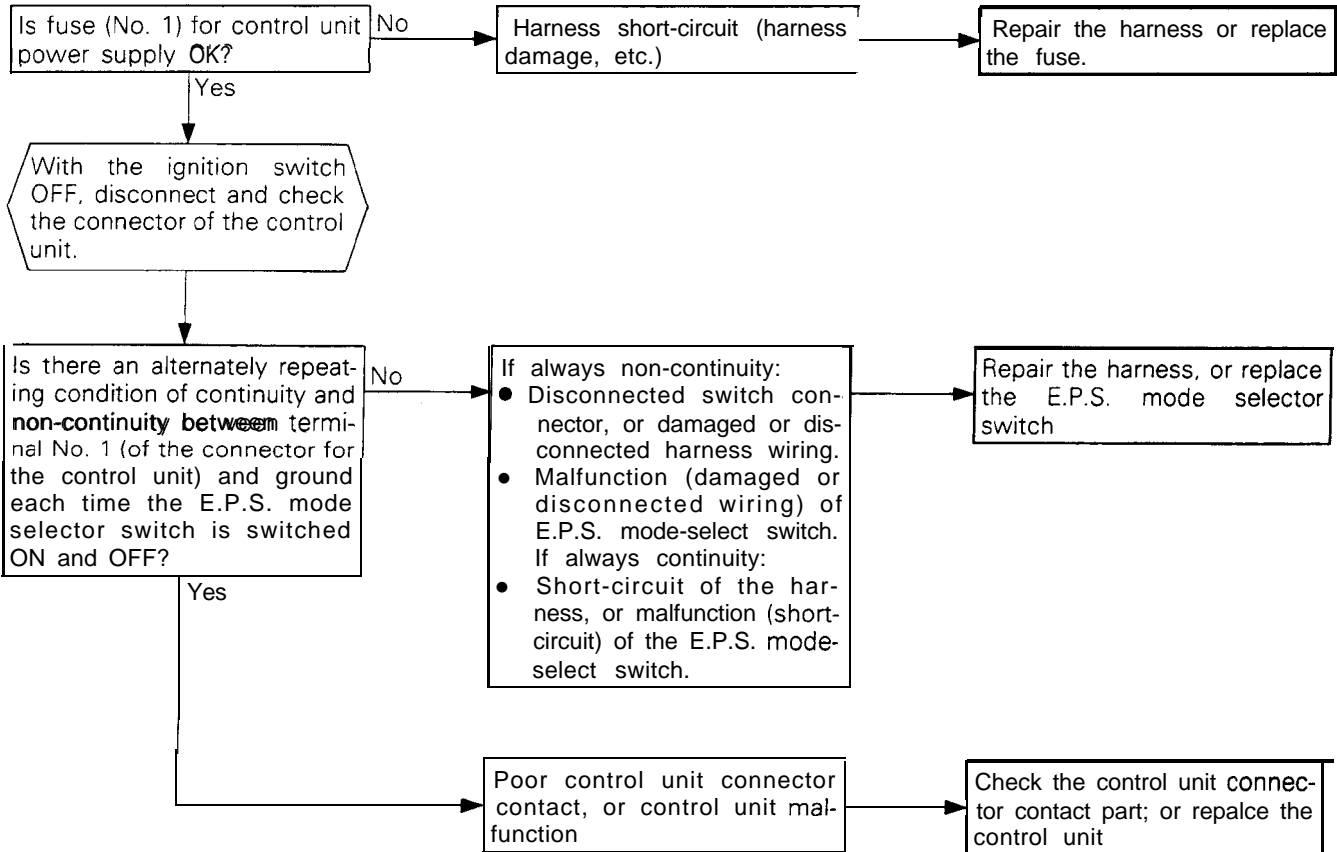 Is fuse (No. 1) for control unit
power supply OK?
No
Harness short-circuit (harness
damage, etc.)
Repair the harness or replace
the fuse.
Yes
With the ignition switch
OFF, disconnect and check
the connector of the control
unit.
Is there an alternately repeat-
ing condition of continuity and
non-continuity between termi-
nal No. 1 (of the connector for
the control unit) and ground
each time the E.P.S. mode
selector switch is switched
ON and OFF?
No
If always non-continuity:
● Disconnected switch con-
nector, or damaged or dis-
connected harness wiring.
● Malfunction (damaged or
disconnected wiring) of
E.P.S. mode-select switch.
If always continuity:
● Short-circuit of the har-
ness, or malfunction (short-
circuit) of the E.P.S. mode-
select switch.
Repair the harness, or replace
the E.P.S. mode selector
switch
Yes
Poor control unit connector
contact, or control unit mal-
function
Check the control unit connec-
tor contact part; or repalce the
control unit